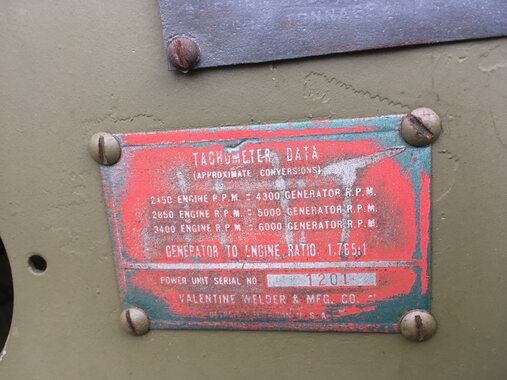 TACHOMETER DATA
(APPROXIMATE CONVERSIONS)
2450 ENGINE R.P.M. = 4300 GENERATOR R.P.M.
2850 ENGINE R.P.M. = 5000 GENERATOR R.P.M.
3400 ENGINE R.P.M. = 6000 GENERATOR R.P.M.
GENERATOR TO ENGINE RATIO 1.765:1
POWER UNIT SERIAL NO 1201
VALENTINE WELDER & MFG. CO.
U. S. A.